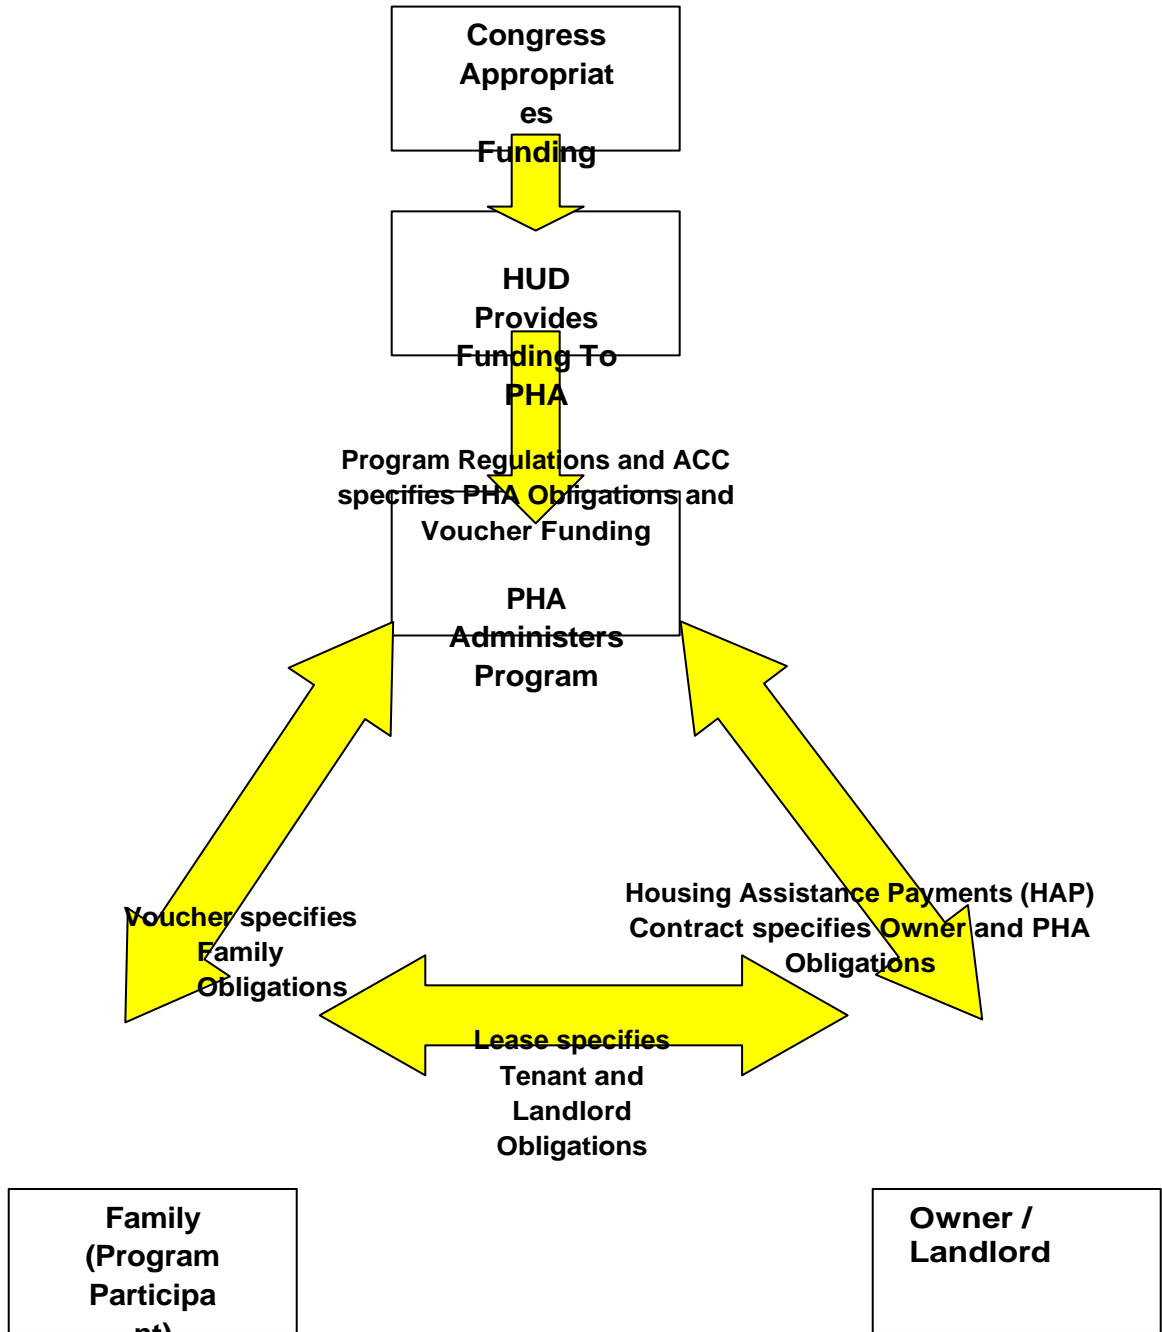 Congress
Appropriat
es
Funding
HUD
Provides
Funding To
PHA
Program Regulations and ACC
specifies PHA Obligations and
Voucher Funding
PHA
Administers
Program
Voucher specifies
Family
Obligations
Housing Assistance Payments (HAP)
Contract specifies Owner and PHA
Obligations
Lease specifies
Tenant and
Landlord
Obligations
Family
(Program
Participa
nt)
Owner /
Landlord